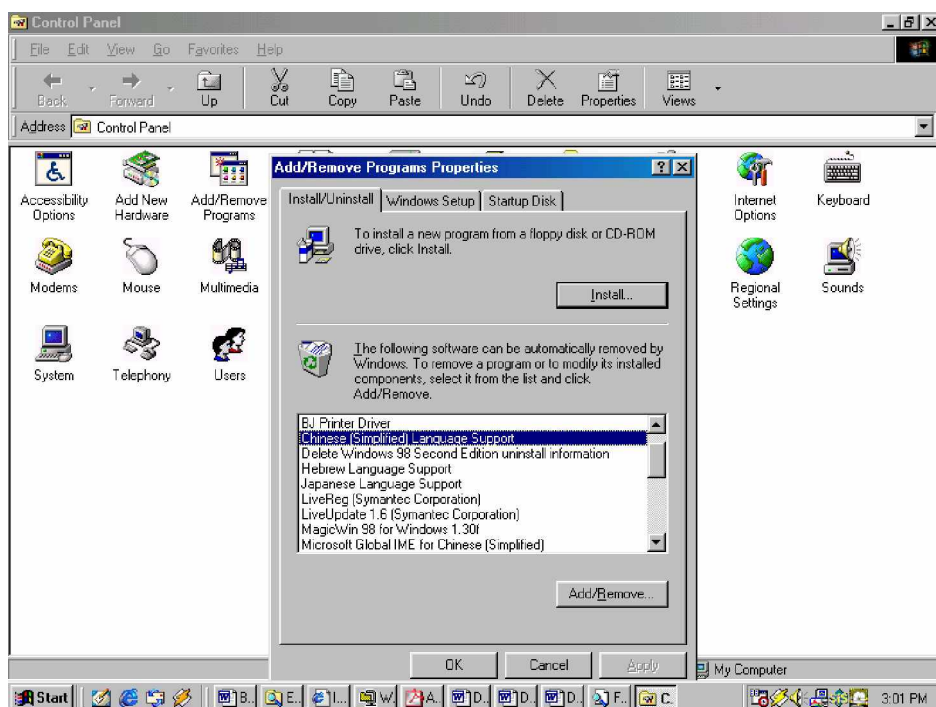 Control Panel
File Edit View Go Favorites Help
Back Forward Up Cut Copy Paste Undo Delete Properties Views
Address Control Panel
Accessibility Options
Add New Hardware
Add/Remove Programs
Internet Options
Keyboard
Modems
Mouse
Multimedia
Regional Settings
Sounds
System
Telephony
Users
Add/Remove Programs Properties
Install/Uninstall Windows Setup Startup Disk
To install a new program from a floppy disk or CD-ROM
drive, click Install.
Install...
The following software can be automatically removed by
Windows. To remove a program or to modify its installed
components, select it from the list and click
Add/Remove.
BJ Printer Driver
Chinese (Simplified) Language Support
Delete Windows 98 Second Edition uninstall information
Hebrew Language Support
Japanese Language Support
LiveReg (Symantec Corporation)
LiveUpdate 1.6 (Symantec Corporation)
MagicWin 98 for Windows 1.30f
Microsoft Global IME for Chinese (Simplified)
Add/Remove...
OK Cancel Apply
My Computer
Start B.. E.. I... W. A.. D.. D.. D.. F.. C. 3:01 PM